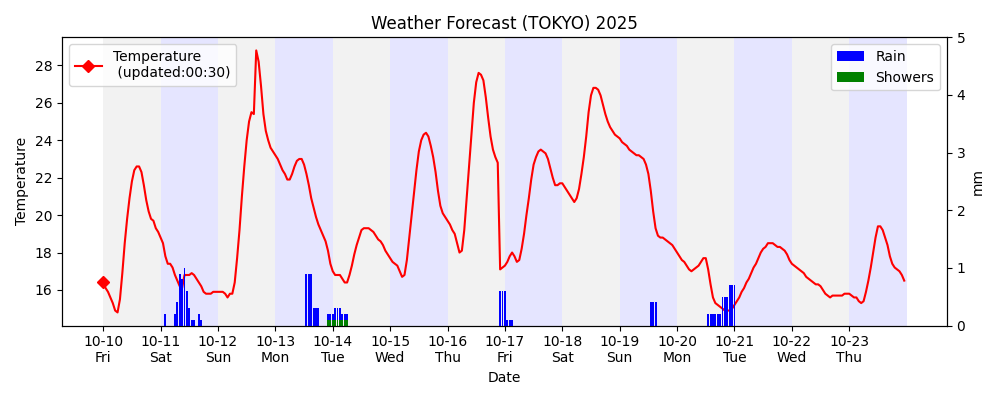 Weather Forecast (TOKYO) 2025
Temperature
(updated:00:30)
Rain
Showers
28
26
24
22
20
18
16
Temperature
5
4
3
2
1
0
mm
10-10 10-11 10-12 10-13 10-14 10-15 10-16 10-17 10-18 10-19 10-20 10-21 10-22 10-23
Fri Sat Sun Mon Tue Wed Thu Fri Sat Sun Mon Tue Wed Thu
Date